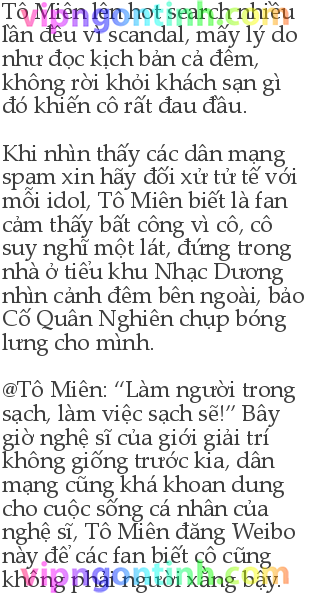 Tô Miên lên hot search nhiều
vipngontinh.com
lần đều vì scandal, mấy lý do
như đọc kịch bản cả đêm,
không rời khỏi khách sạn gì
đó khiến cô rất đau đầu.
Khi nhìn thấy các dân mạng
spam xin hãy đối xử tử tế với
mỗi idol, Tô Miên biết là fan
cảm thấy bất công vì cô, cô
suy nghĩ một lát, đứng trong
nhà ở tiểu khu Nhạc Dương
nhìn cảnh đêm bên ngoài, bảo
Cố Quân Nghiên chụp bóng
lưng cho mình.
@Tô Miên: “Làm người trong
sạch, làm việc sạch sẽ!” Bây
giờ nghệ sĩ của giới giải trí
không giống trước kia, dân
mạng cũng khá khoan dung
cho cuộc sống cá nhân của
nghệ sĩ, Tô Miên đăng Weibo
này để các fan biết cô cũng
không phải người xằng bậy.
vipngontinh.com